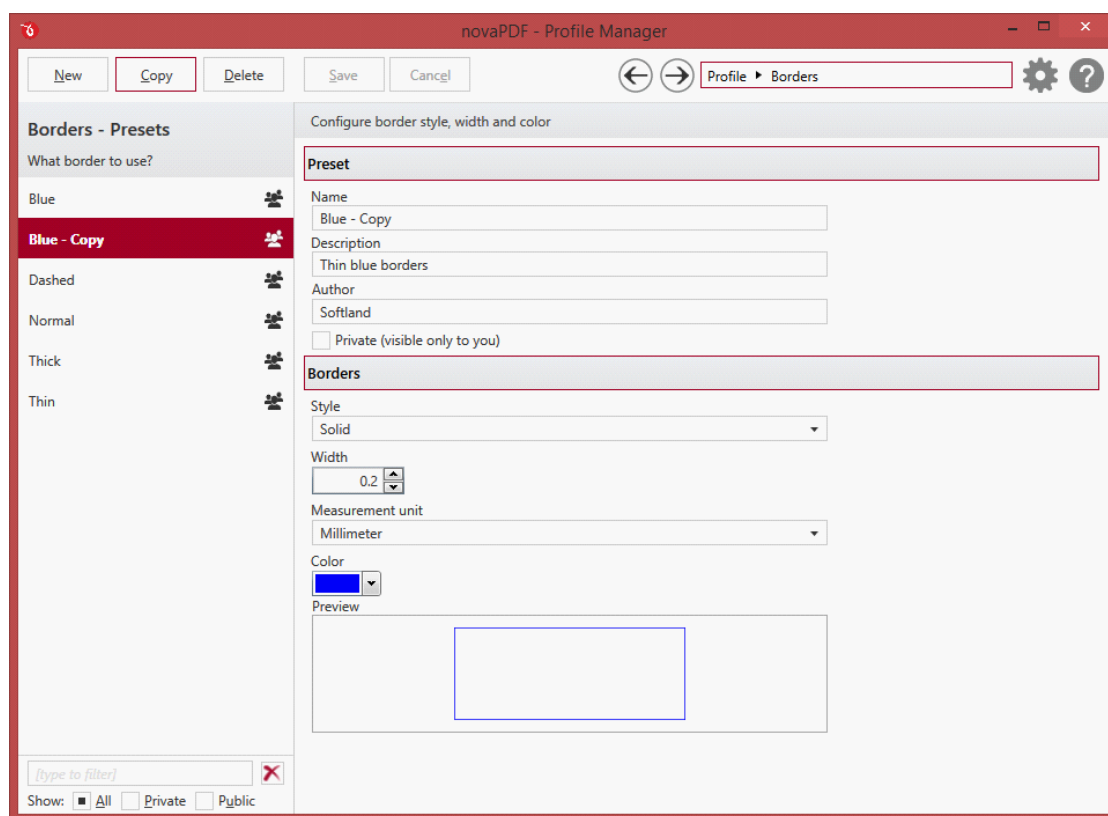 novaPDF - Profile Manager
New
Copy
Delete
Save
Cancel
Profile ▸ Borders
?
Borders - Presets
What border to use?
Blue
Blue - Copy
Dashed
Normal
Thick
Thin
[type to filter]
Show: All Private Public
Configure border style, width and color
Preset
Name
Blue - Copy
Description
Thin blue borders
Author
Softland
Private (visible only to you)
Borders
Style
Solid
Width
0.2
Measurement unit
Millimeter
Color
Preview